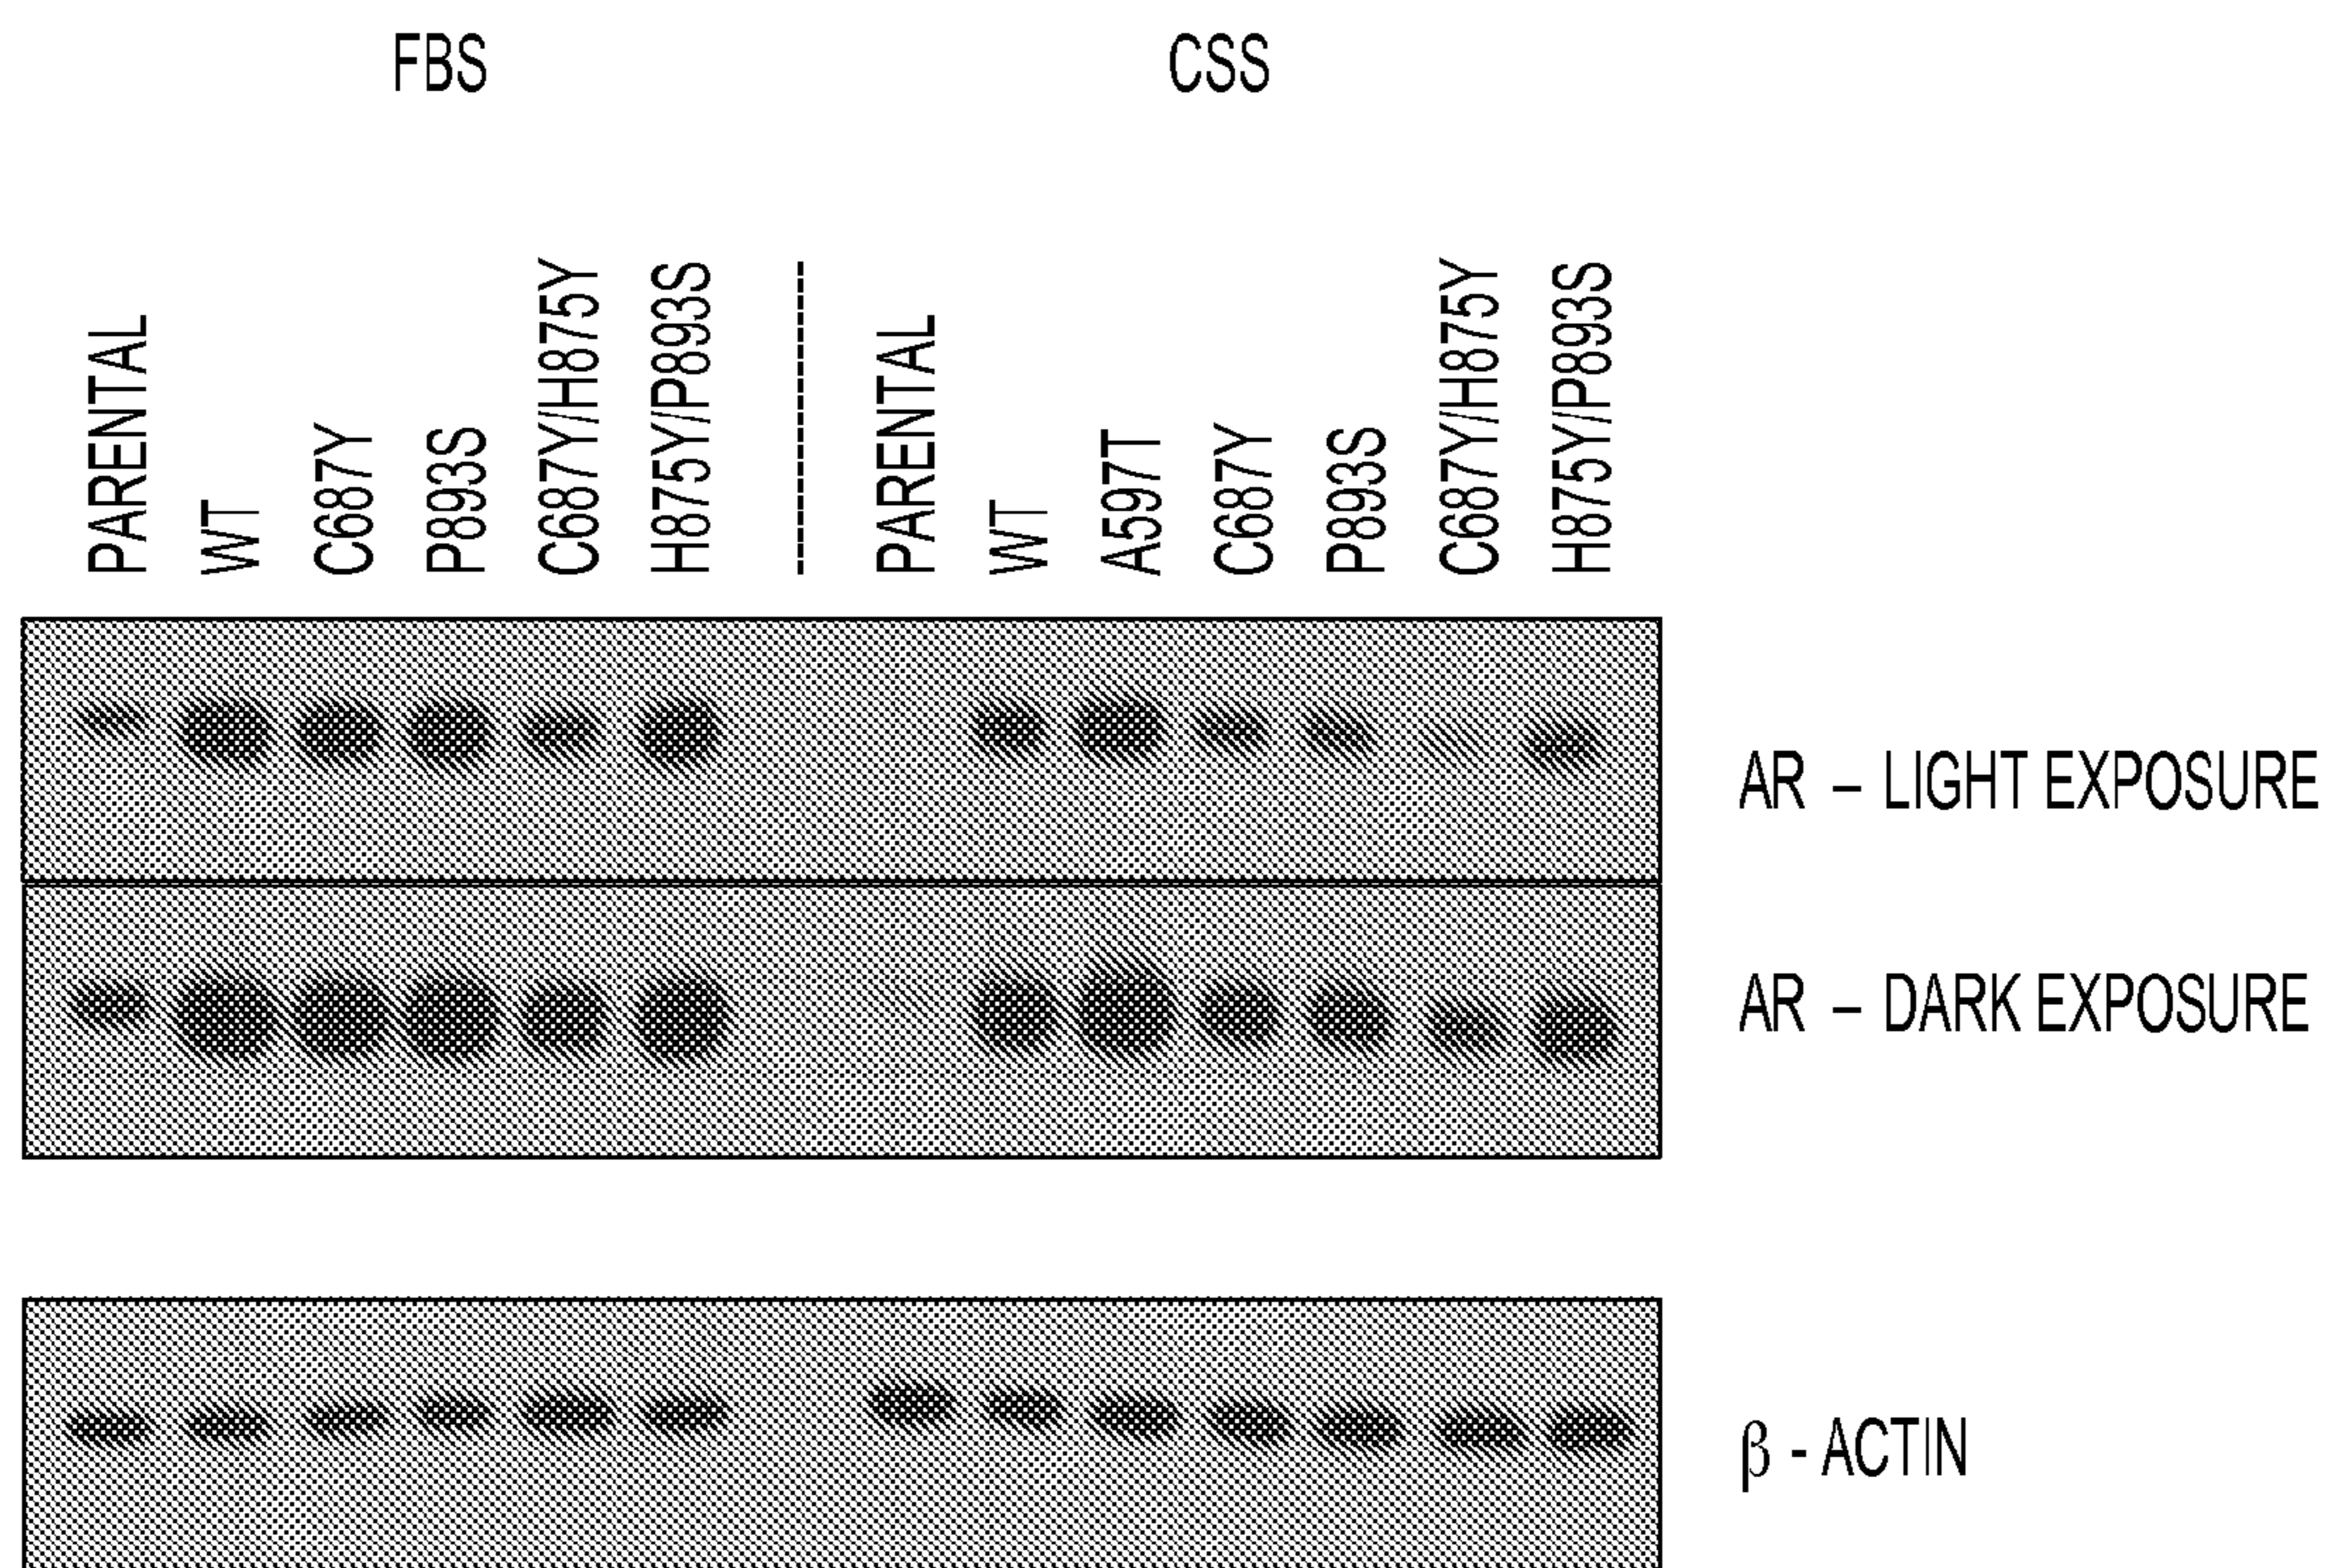 FBS CSS
PARENTAL
WT
C687Y
P893S
C687Y/H875Y
H875Y/P893S
PARENTAL
WT
A597T
C687Y
P893S
C687Y/H875Y
H875Y/P893S
AR – LIGHT EXPOSURE
AR – DARK EXPOSURE
β - ACTIN